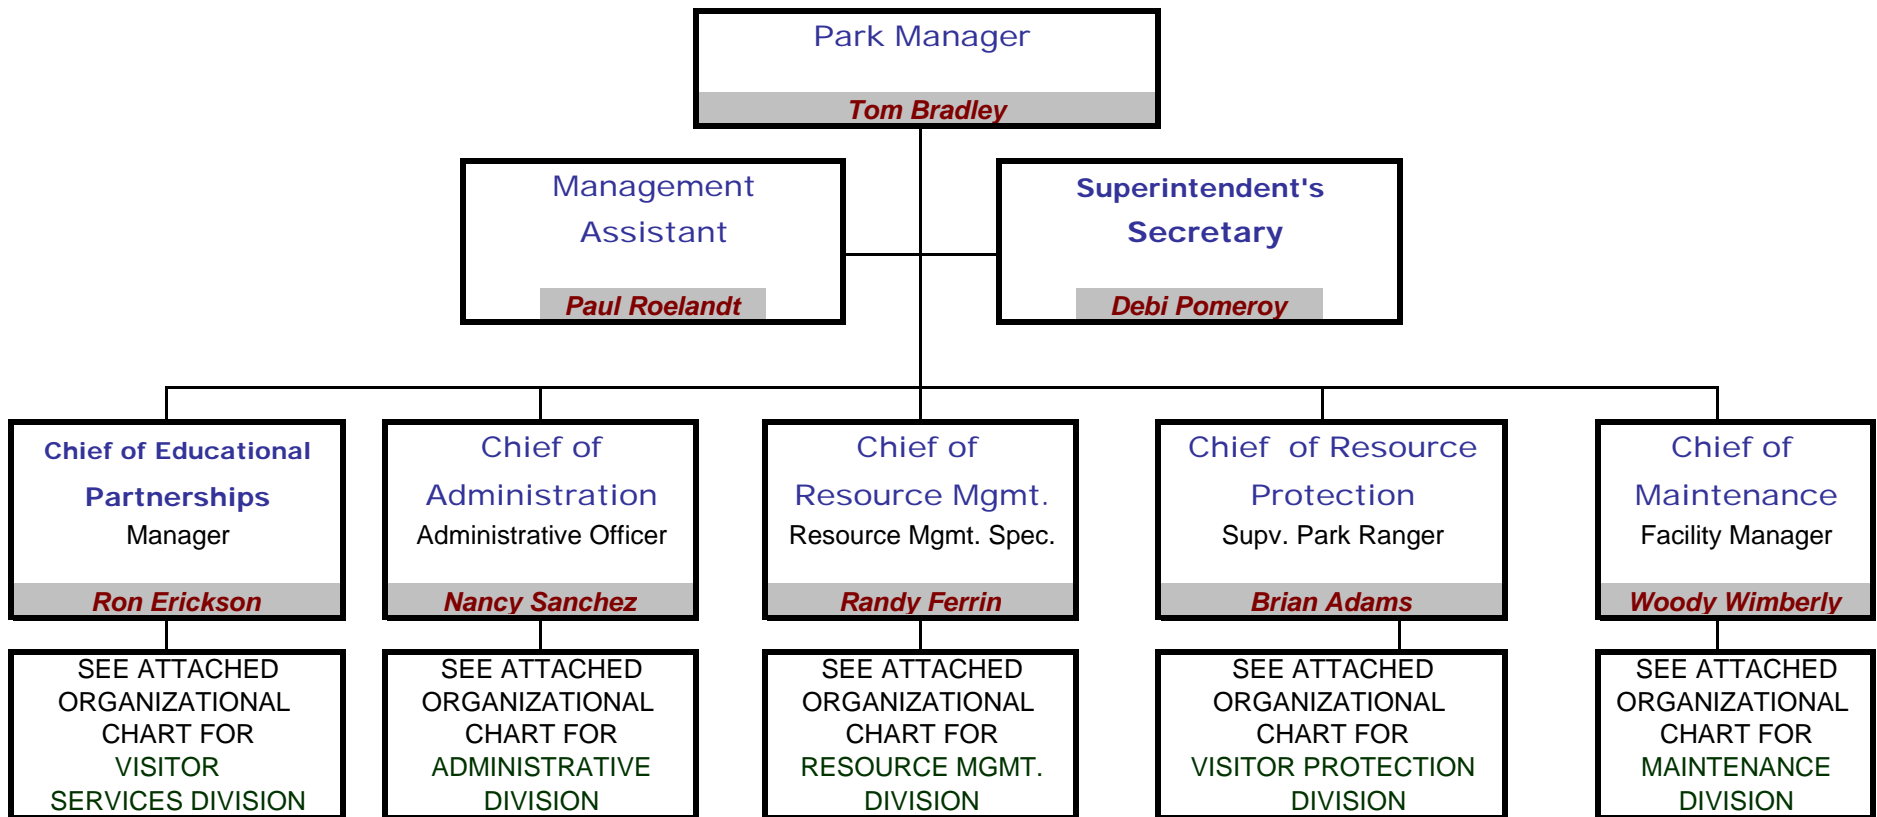 Park Manager
Tom Bradley
Management
Assistant
Paul Roelandt
Superintendent's
Secretary
Debi Pomeroy
Chief of Educational
Partnerships
Manager
Ron Erickson
Chief of
Administration
Administrative Officer
Nancy Sanchez
Chief of
Resource Mgmt.
Resource Mgmt. Spec.
Randy Ferrin
Chief of Resource
Protection
Supv. Park Ranger
Brian Adams
Chief of
Maintenance
Facility Manager
Woody Wimberly
SEE ATTACHED
ORGANIZATIONAL
CHART FOR
VISITOR
SERVICES DIVISION
SEE ATTACHED
ORGANIZATIONAL
CHART FOR
ADMINISTRATIVE
DIVISION
SEE ATTACHED
ORGANIZATIONAL
CHART FOR
RESOURCE MGMT.
DIVISION
SEE ATTACHED
ORGANIZATIONAL
CHART FOR
VISITOR PROTECTION
DIVISION
SEE ATTACHED
ORGANIZATIONAL
CHART FOR
MAINTENANCE
DIVISION